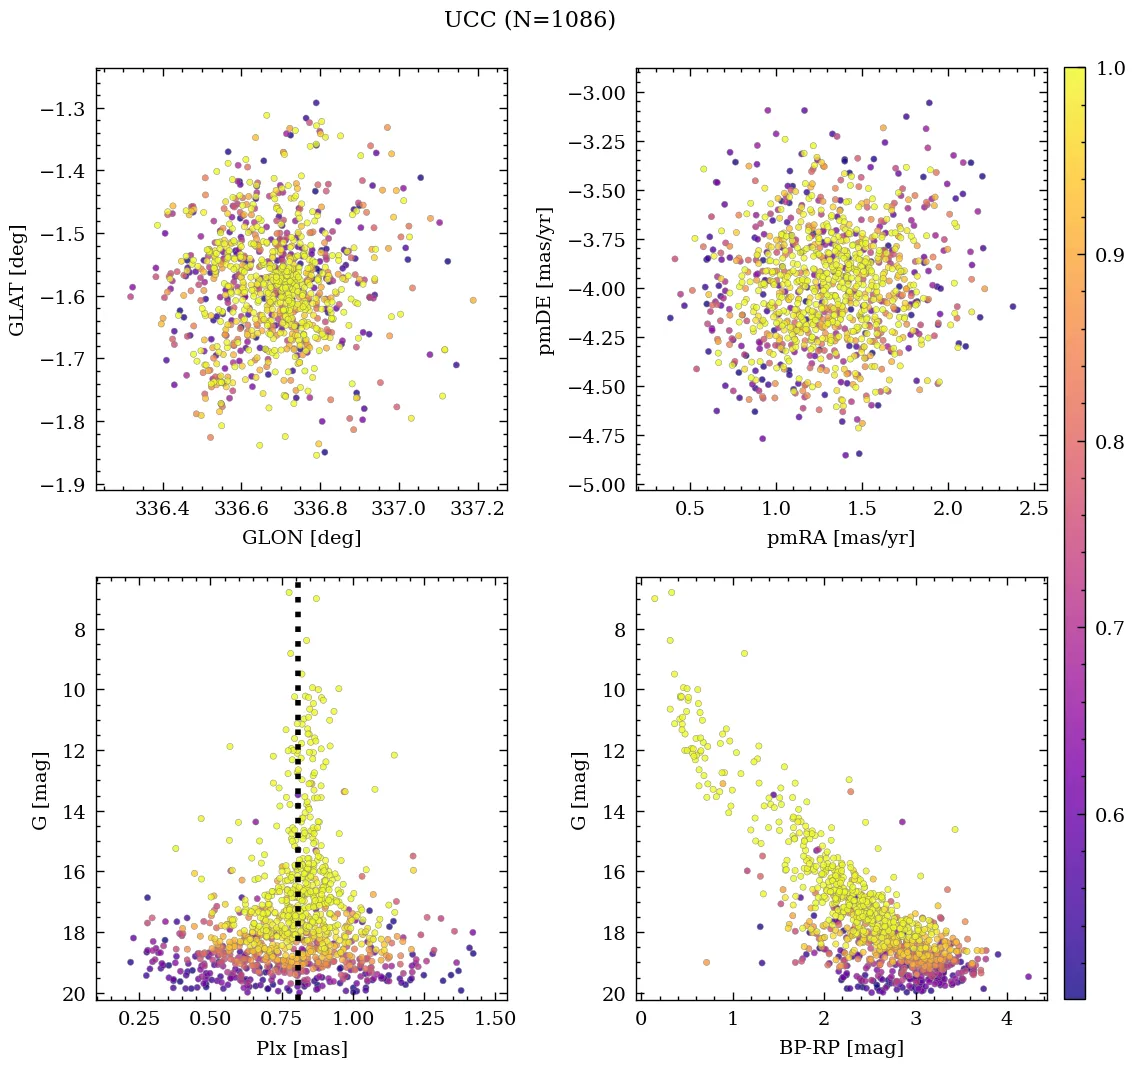 UCC (N=1086)
−1.3
−1.4
−1.5
−1.6
−1.7
−1.8
−1.9
GLAT [deg]
336.4 336.6 336.8 337.0 337.2
GLON [deg]
−3.00
−3.25
−3.50
−3.75
−4.00
−4.25
−4.50
−4.75
−5.00
pmDE [mas/yr]
0.5 1.0 1.5 2.0 2.5
pmRA [mas/yr]
1.0
0.9
0.8
0.7
0.6
8
10
12
14
16
18
20
G [mag]
0.25 0.50 0.75 1.00 1.25 1.50
Plx [mas]
8
10
12
14
16
18
20
G [mag]
0 1 2 3 4
BP-RP [mag]